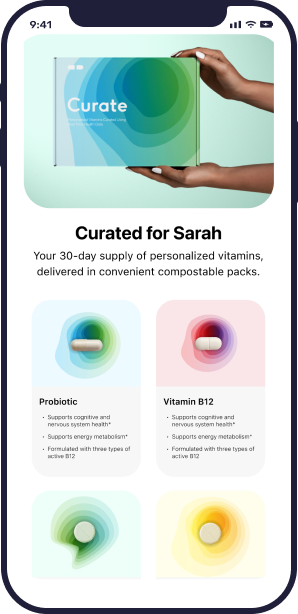 9:41
Curate
Curated for Sarah
Your 30-day supply of personalized vitamins,
delivered in convenient compostable packs.
Probiotic
• Supports cognitive and
nervous system health*
• Supports energy metabolism*
• Formulated with three types of
active B12
Vitamin B12
• Supports cognitive and
nervous system health*
• Supports energy metabolism*
• Formulated with three types of
active B12